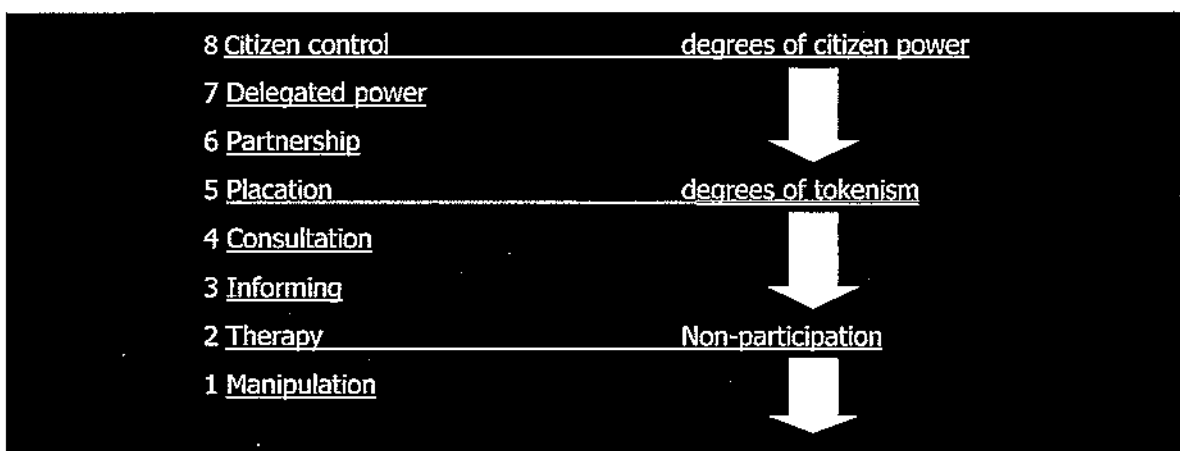 8 Citizen control degrees of citizen power
7 Delegated power
6 Partnership
5 Placation degrees of tokenism
4 Consultation
3 Informing
2 Therapy Non-participation
1 Manipulation